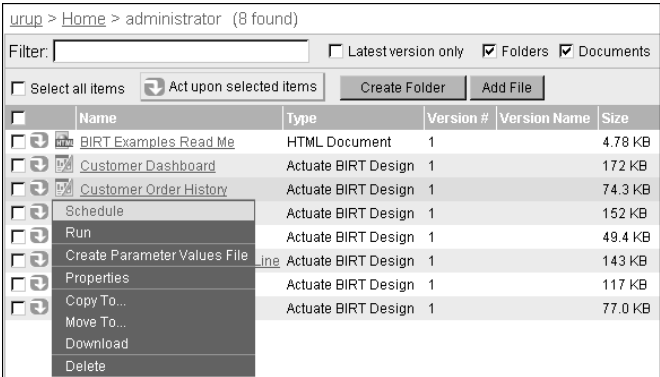 urup > Home > administrator (8 found)
Filter: Latest version only Folders Documents
Select all items Act upon selected items Create Folder Add File
Name Type Version # Version Name Size
BIRT Examples Read Me HTML Document 1 4.78 KB
Customer Dashboard Actuate BIRT Design 1 172 KB
Customer Order History Actuate BIRT Design 1 74.3 KB
Schedule Actuate BIRT Design 1 152 KB
Run Actuate BIRT Design 1 49.4 KB
Create Parameter Values File Line Actuate BIRT Design 1 143 KB
Properties Actuate BIRT Design 1 117 KB
Copy To... Actuate BIRT Design 1 77.0 KB
Move To...
Download
Delete